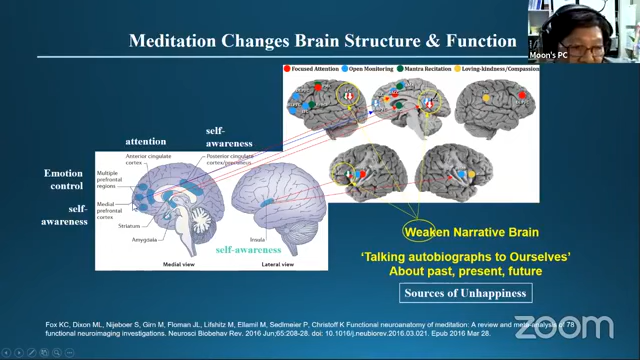 Meditation Changes Brain Structure & Function
Moon's PC
Focused Attention
Open Monitoring
Mantra Recitation
Loving-kindness/Compassion
self-
awareness
attention
Emotion
control
self-
awareness
Anterior cingulate
cortex
Posterior cingulate
cortex/precuneus
Multiple
prefrontal
regions
Medial
prefrontal
cortex
Striatum
Amygdala
Insula
self-awareness
Medial view
Lateral view
Weaken Narrative Brain
'Talking autobiographs to Ourselves'
About past, present, future
Sources of Unhappiness
Fox KC, Dixon ML, Nijeboer S, Girn M, Floman JL, Lifshitz M, Ellamil M, Sedlmeier P, Christoff K Functional neuroanatomy of meditation: A review and meta-analysis of 78
functional neuroimaging investigations. Neurosci Biobehav Rev. 2016 Jun;65:208-28. doi: 10.1016/j.neubiorev.2016.03.021. Epub 2016 Mar 28.
zoom